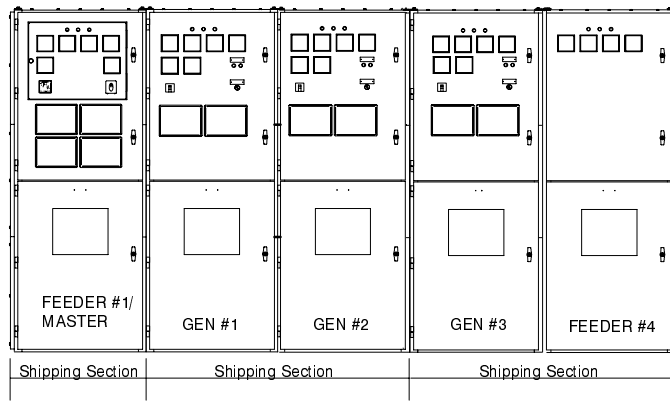 FEEDER #1/
MASTER
GEN #1
GEN #2
GEN #3
FEEDER #4
Shipping Section
Shipping Section
Shipping Section